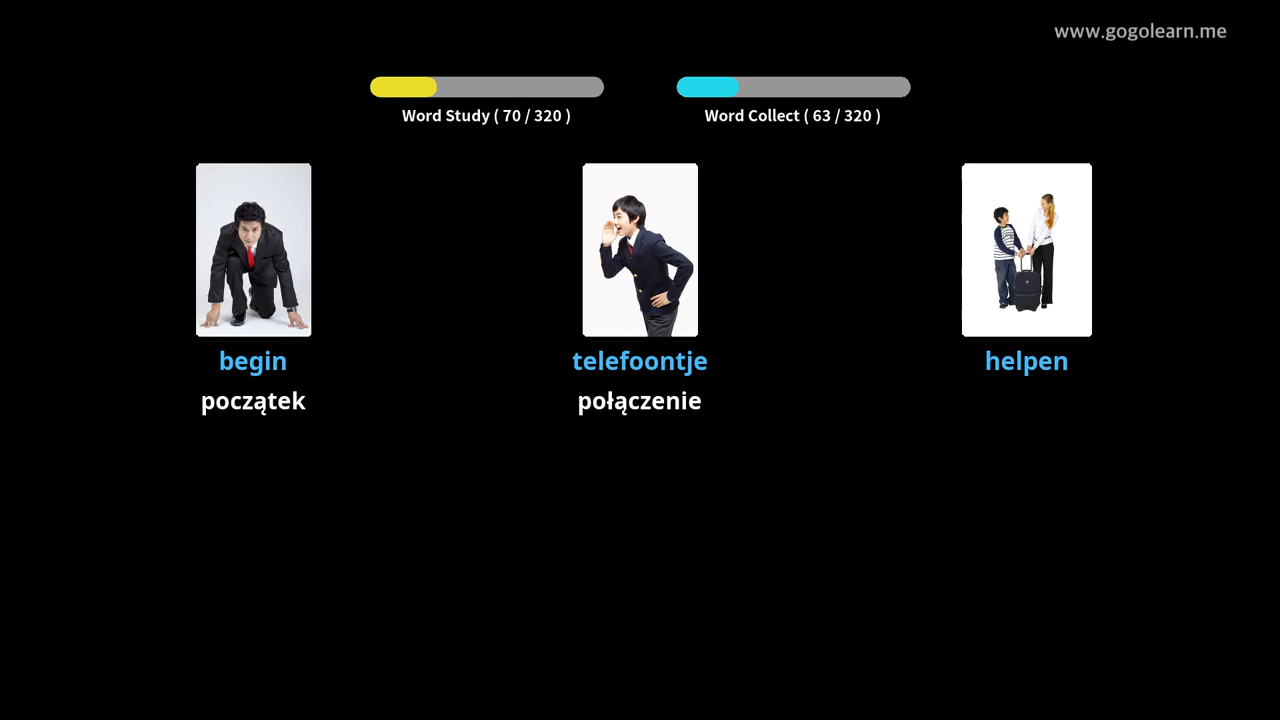 www.gogolearn.me
Word Study ( 70 / 320 )
Word Collect ( 63 / 320 )
begin
telefoontje
helpen
początek
połączenie